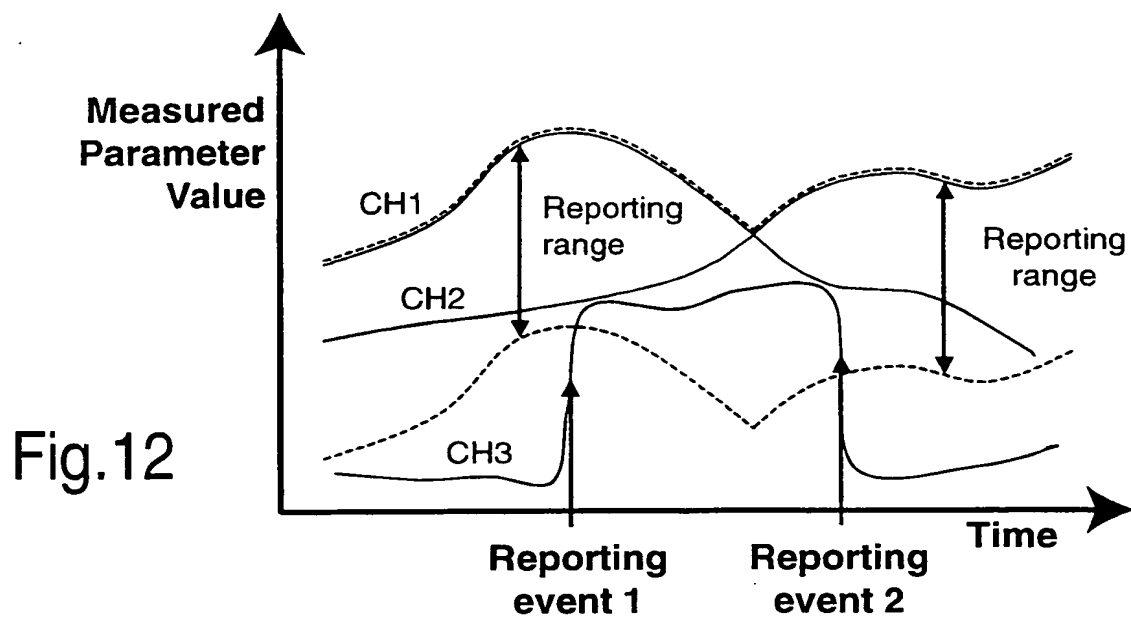 Measured
Parameter
Value
CH1
Reporting
range
Reporting
range
CH2
CH3
Fig.12
Time
Reporting
event 1
Reporting
event 2